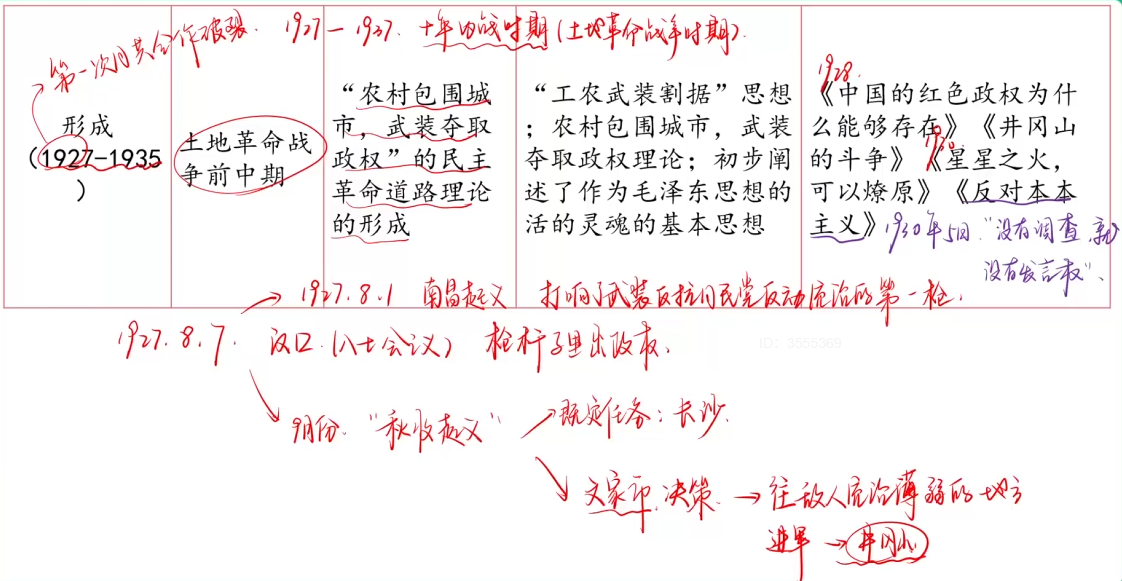 第一次国共合作破裂. 1927—1937. 十年内战时期(土地革命战争时期).
形成
(1927-1935
)
土地革命战
争前中期
“农村包围城
市，武装夺取
政权”的民主
革命道路理论
的形成
“工农武装割据”思想
；农村包围城市，武装
夺取政权理论；初步阐
述了作为毛泽东思想的
活的灵魂的基本思想
1928.
《中国的红色政权为什
么能够存在》《井冈山
1930
的斗争》《星星之火，
可以燎原》《反对本本
主义》
1930年5月.“没有调查,就
没有发言权”、
→ 1927.8.1 南昌起义 打响了武装反抗国民党反动统治的第一枪.
1927.8.7. 汉口.(八七会议) 枪杆子里出政权.
9月份.“秋收起义” → 既定任务：长沙.
文家市.决策. → 往敌人统治薄弱的地方
进军 → 井冈山.
ID: 3555369